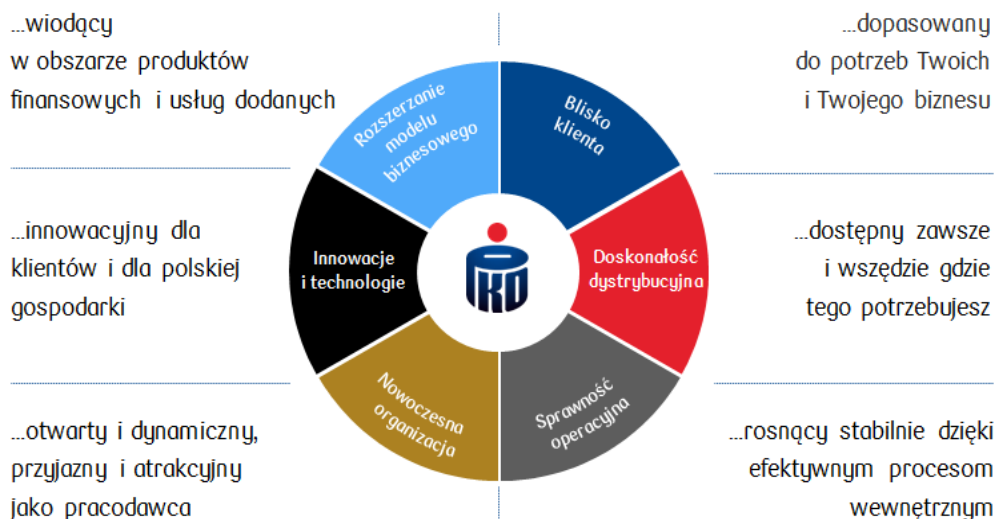 ...wiodący
w obszarze produktów
finansowych i usług dodanych
...dopasowany
do potrzeb Twoich
i Twojego biznesu
Rozszerzanie
modelu
biznesowego
Blisko
klienta
...innowacyjny dla
klientów i dla polskiej
gospodarki
Innowacje
i technologie
PKO
Doskonałość
dystrybucyjna
...dostępny zawsze
i wszędzie gdzie
tego potrzebujesz
Nowoczesna
organizacja
Sprawność
operacyjna
...otwarty i dynamiczny,
przyjazny i atrakcyjny
jako pracodawca
...rosnący stabilnie dzięki
efektywnym procesom
wewnętrznym